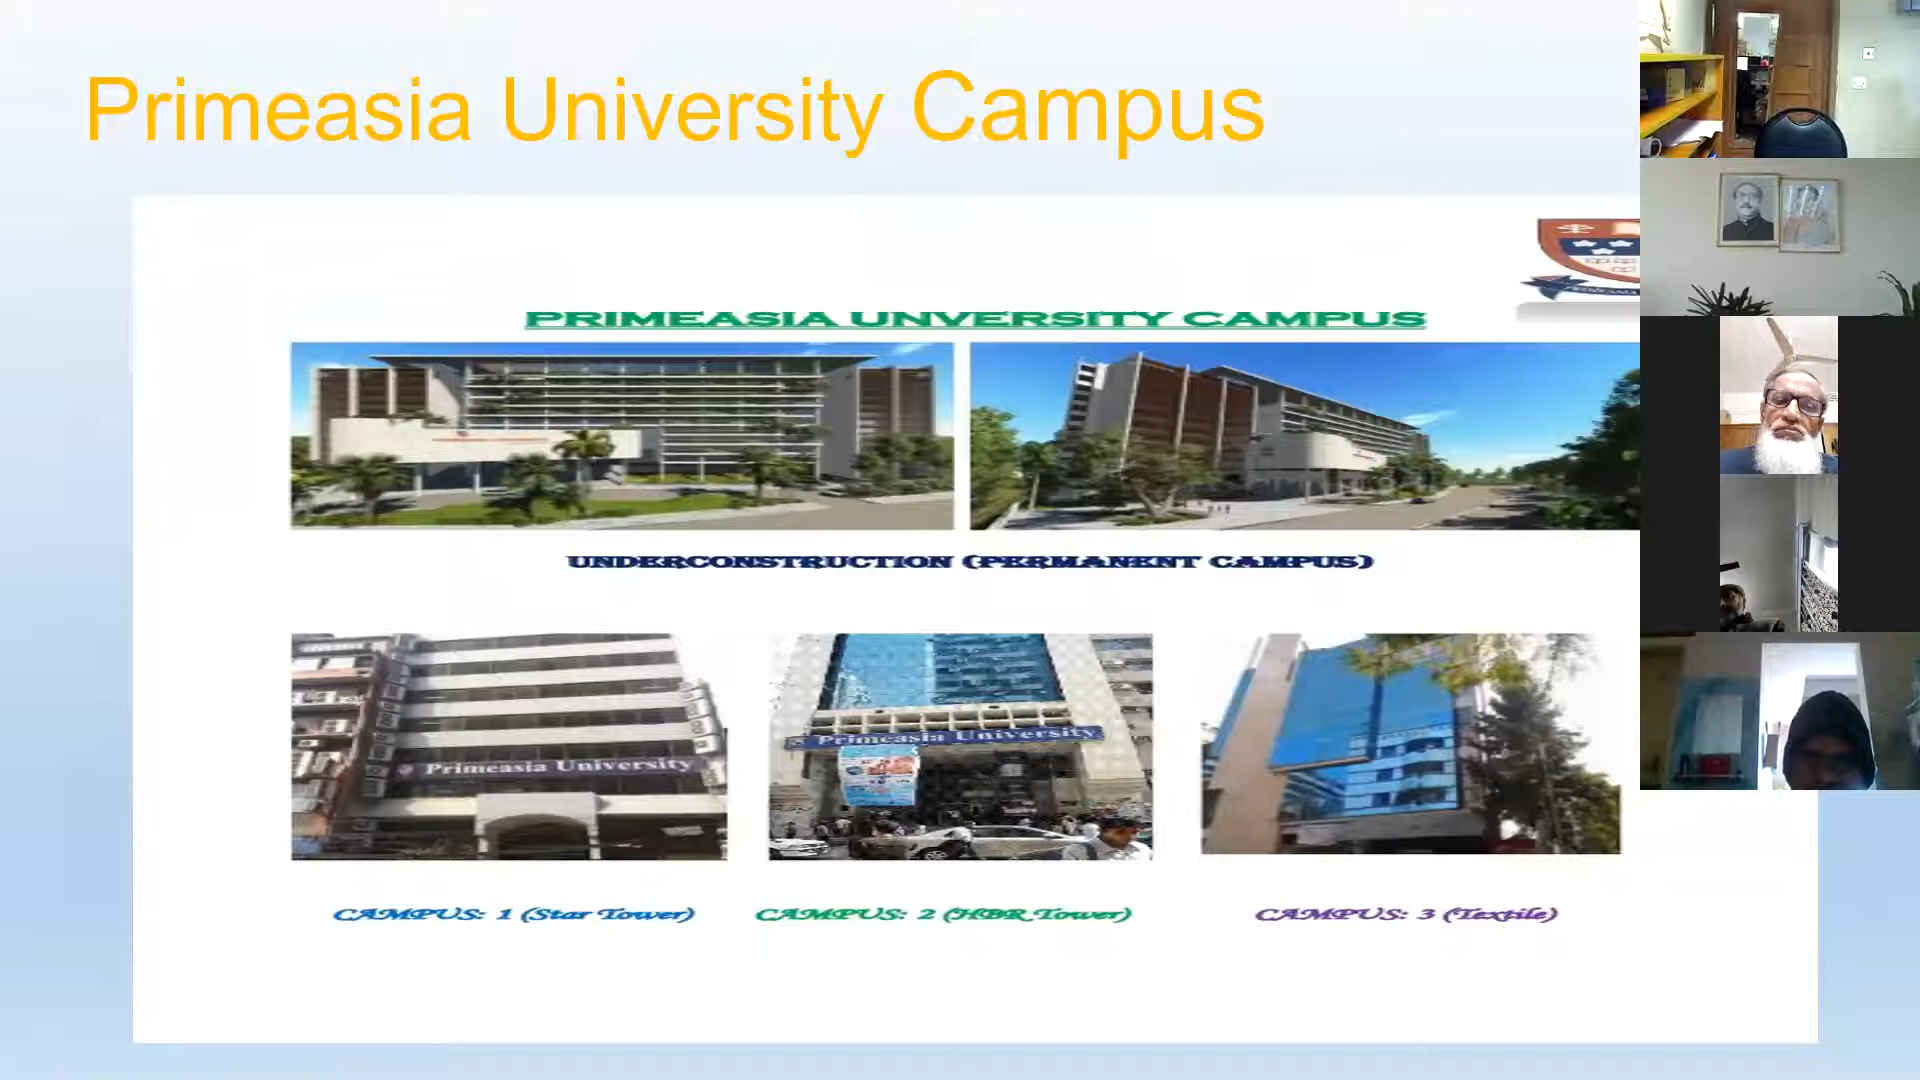 Primeasia University Campus
PRIMEASIA UNVERSITY CAMPUS
UNDERCONSTRUCTION (PERMANENT CAMPUS)
Primeasia University
Primeasia University
CAMPUS: 1 (Star Tower)
CAMPUS: 2 (HBR Tower)
CAMPUS: 3 (Textile)